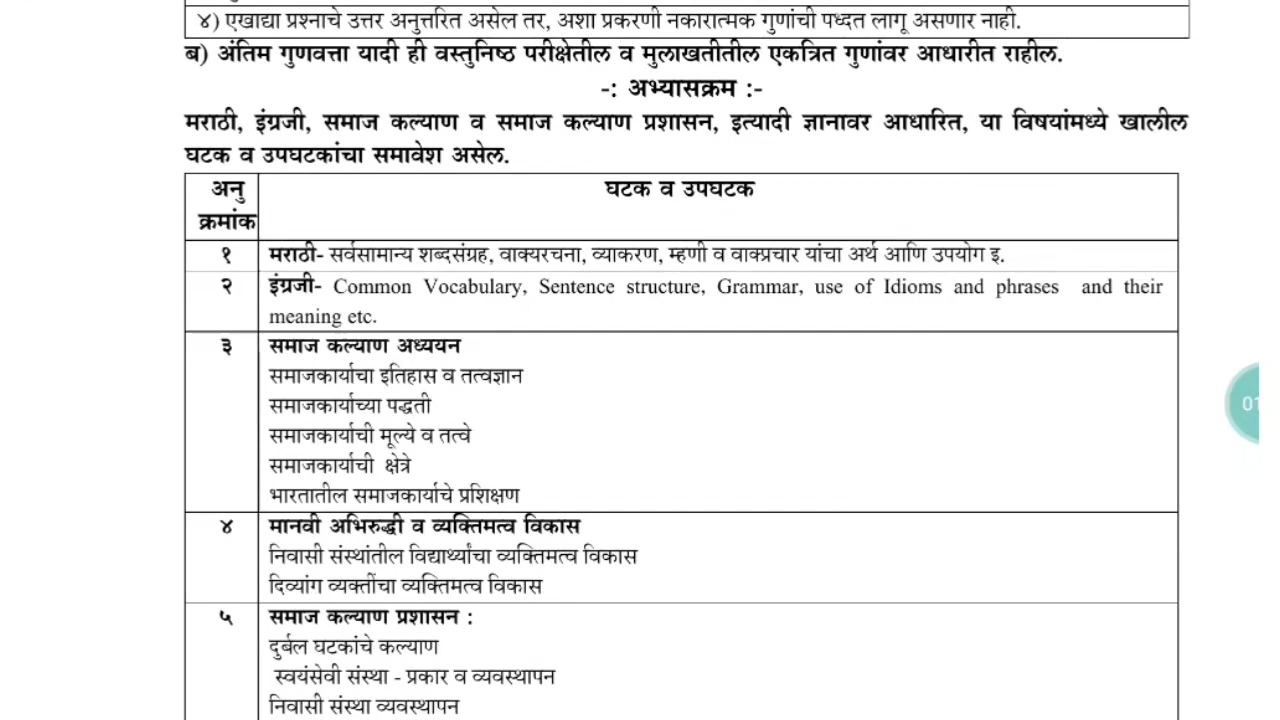 ४) एखाद्या प्रश्नाचे उत्तर अनुत्तरित असेल तर, अशा प्रकरणी नकारात्मक गुणांची पध्दत लागू असणार नाही.
ब) अंतिम गुणवत्ता यादी ही वस्तुनिष्ठ परीक्षेतील व मुलाखतीतील एकत्रित गुणांवर आधारीत राहील.
-: अभ्यासक्रम :-
मराठी, इंग्रजी, समाज कल्याण व समाज कल्याण प्रशासन, इत्यादी ज्ञानावर आधारित, या विषयांमध्ये खालील
घटक व उपघटकांचा समावेश असेल.
अनु क्रमांक
घटक व उपघटक
१ मराठी- सर्वसामान्य शब्दसंग्रह, वाक्यरचना, व्याकरण, म्हणी व वाक्प्रचार यांचा अर्थ आणि उपयोग इ.
२ इंग्रजी- Common Vocabulary, Sentence structure, Grammar, use of Idioms and phrases and their
meaning etc.
३ समाज कल्याण अध्ययन
समाजकार्याचा इतिहास व तत्वज्ञान
समाजकार्याच्या पद्धती
समाजकार्याची मूल्ये व तत्वे
समाजकार्याची क्षेत्रे
भारतातील समाजकार्याचे प्रशिक्षण
४ मानवी अभिरुद्धी व व्यक्तिमत्व विकास
निवासी संस्थांतील विद्यार्थ्यांचा व्यक्तिमत्व विकास
दिव्यांग व्यक्तींचा व्यक्तिमत्व विकास
५ समाज कल्याण प्रशासन :
दुर्बल घटकांचे कल्याण
स्वयंसेवी संस्था - प्रकार व व्यवस्थापन
निवासी संस्था व्यवस्थापन